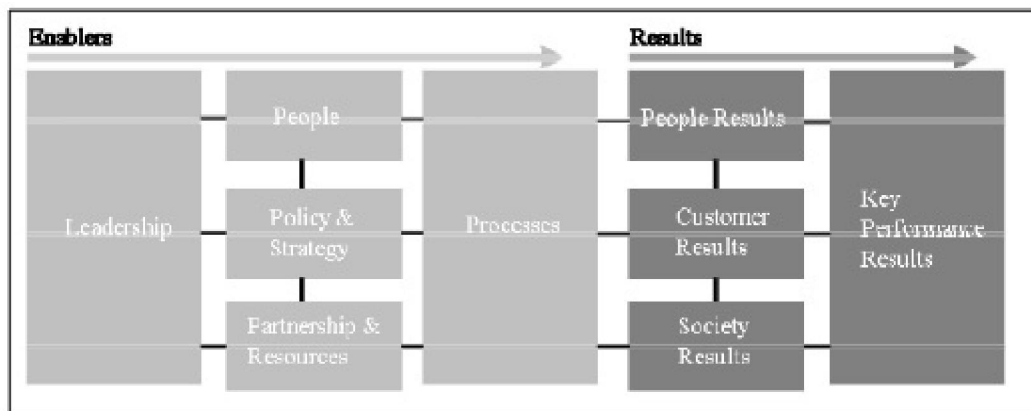 Enablers
Results
Leadership
People
Policy &
Strategy
Partnership &
Resources
Processes
People Results
Customer
Results
Society
Results
Key
Performance
Results